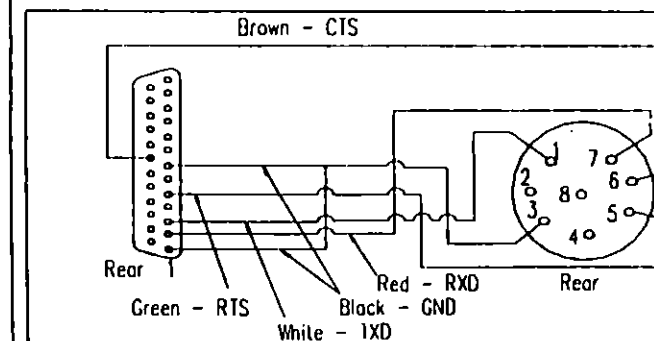 Brown - CTS
1
7
2
8
6
3
5
4
Rear
1
Rear
Red - RXD
Green - RTS
Black - GND
White - TXD